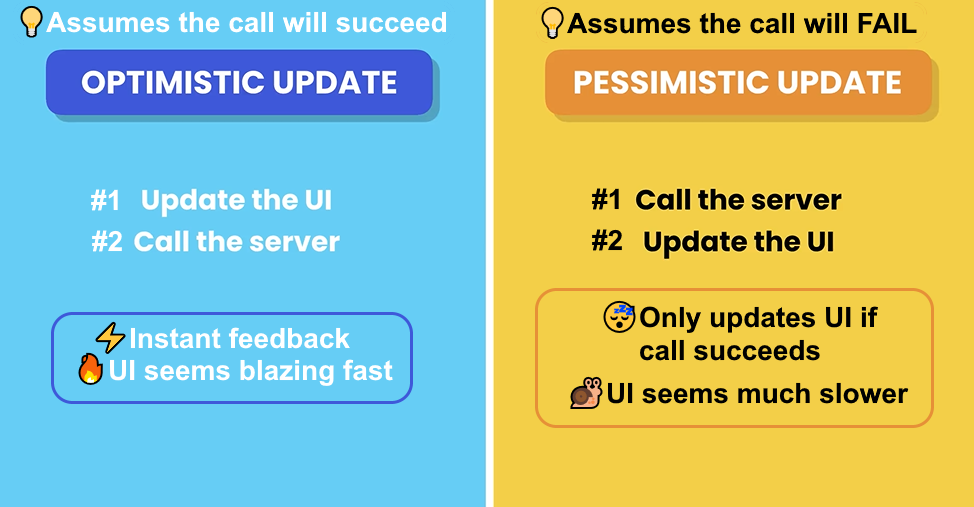 💡Assumes the call will succeed
OPTIMISTIC UPDATE
#1 Update the UI
#2 Call the server
⚡Instant feedback
🔥UI seems blazing fast
💡Assumes the call will FAIL
PESSIMISTIC UPDATE
#1 Call the server
#2 Update the UI
😴Only updates UI if
call succeeds
🐌UI seems much slower